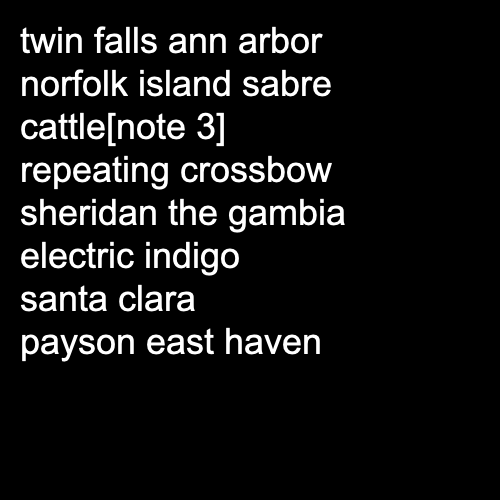 twin falls ann arbor
norfolk island sabre
cattle[note 3]
repeating crossbow
sheridan the gambia
electric indigo
santa clara
payson east haven